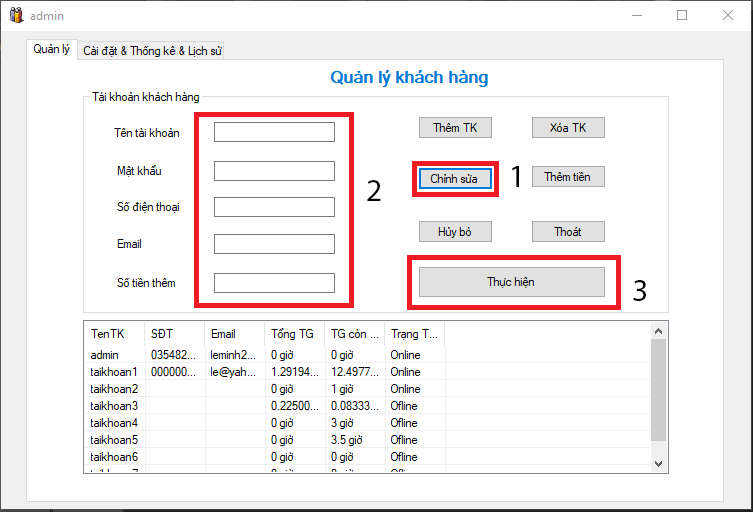 admin
Quản lý Cài đặt & Thống kê & Lịch sử
Quản lý khách hàng
Tài khoản khách hàng
Tên tài khoản Thêm TK Xóa TK
Mật khẩu Chỉnh sửa 1 Thêm tiền
2
Số điện thoại
Email Hủy bỏ Thoát
Số tiền thêm Thực hiện 3
TenTK SĐT Email Tổng TG TG còn ... Trạng T...
admin 035482... leminh2... 0 giờ 0 giờ Online
taikhoan1 000000... le@yah... 1.29194... 12.4977... Online
taikhoan2 0 giờ 1 giờ Online
taikhoan3 0.22500... 0.08333... Ofline
taikhoan4 0 giờ 3 giờ Ofline
taikhoan5 0 giờ 3.5 giờ Ofline
taikhoan6 0 giờ 0 giờ Ofline